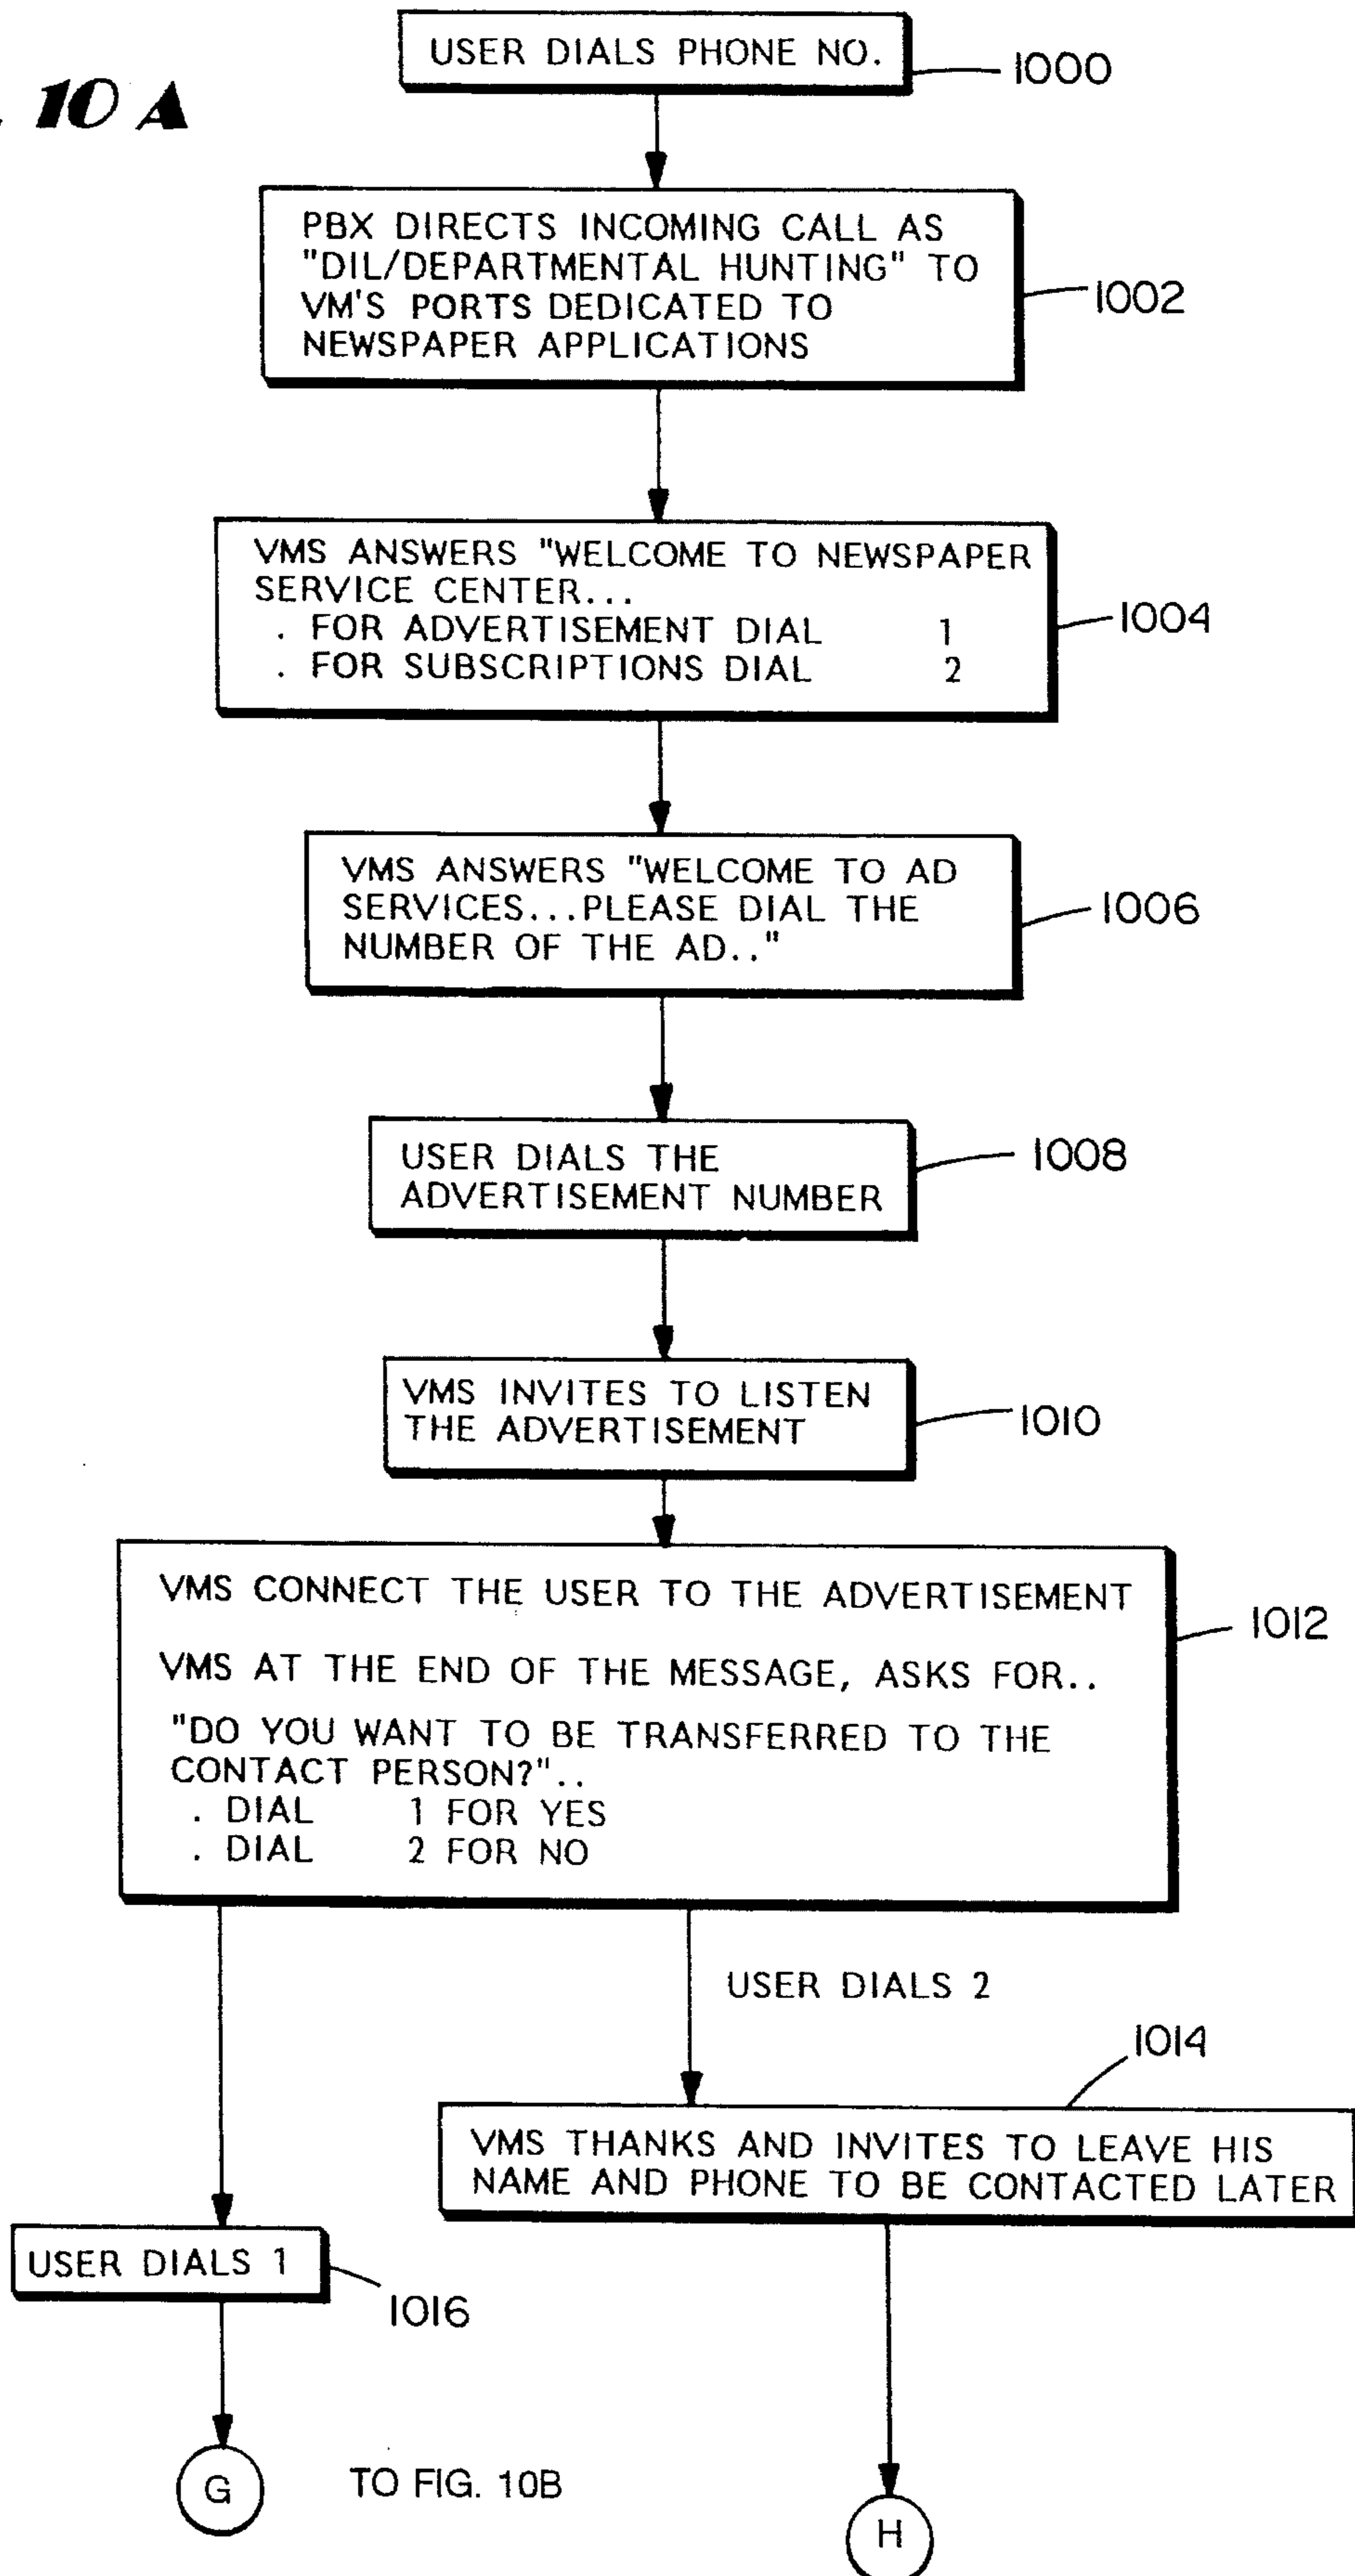 . 10 A
USER DIALS PHONE NO.
1000
PBX DIRECTS INCOMING CALL AS
"DIL/DEPARTMENTAL HUNTING" TO
VM'S PORTS DEDICATED TO
NEWSPAPER APPLICATIONS
1002
VMS ANSWERS "WELCOME TO NEWSPAPER
SERVICE CENTER...
. FOR ADVERTISEMENT DIAL 1
. FOR SUBSCRIPTIONS DIAL 2
1004
VMS ANSWERS "WELCOME TO AD
SERVICES...PLEASE DIAL THE
NUMBER OF THE AD.."
1006
USER DIALS THE
ADVERTISEMENT NUMBER
1008
VMS INVITES TO LISTEN
THE ADVERTISEMENT
1010
VMS CONNECT THE USER TO THE ADVERTISEMENT
VMS AT THE END OF THE MESSAGE, ASKS FOR..
"DO YOU WANT TO BE TRANSFERRED TO THE
CONTACT PERSON?"..
. DIAL 1 FOR YES
. DIAL 2 FOR NO
1012
USER DIALS 2
1014
VMS THANKS AND INVITES TO LEAVE HIS
NAME AND PHONE TO BE CONTACTED LATER
USER DIALS 1
1016
G
TO FIG. 10B
H